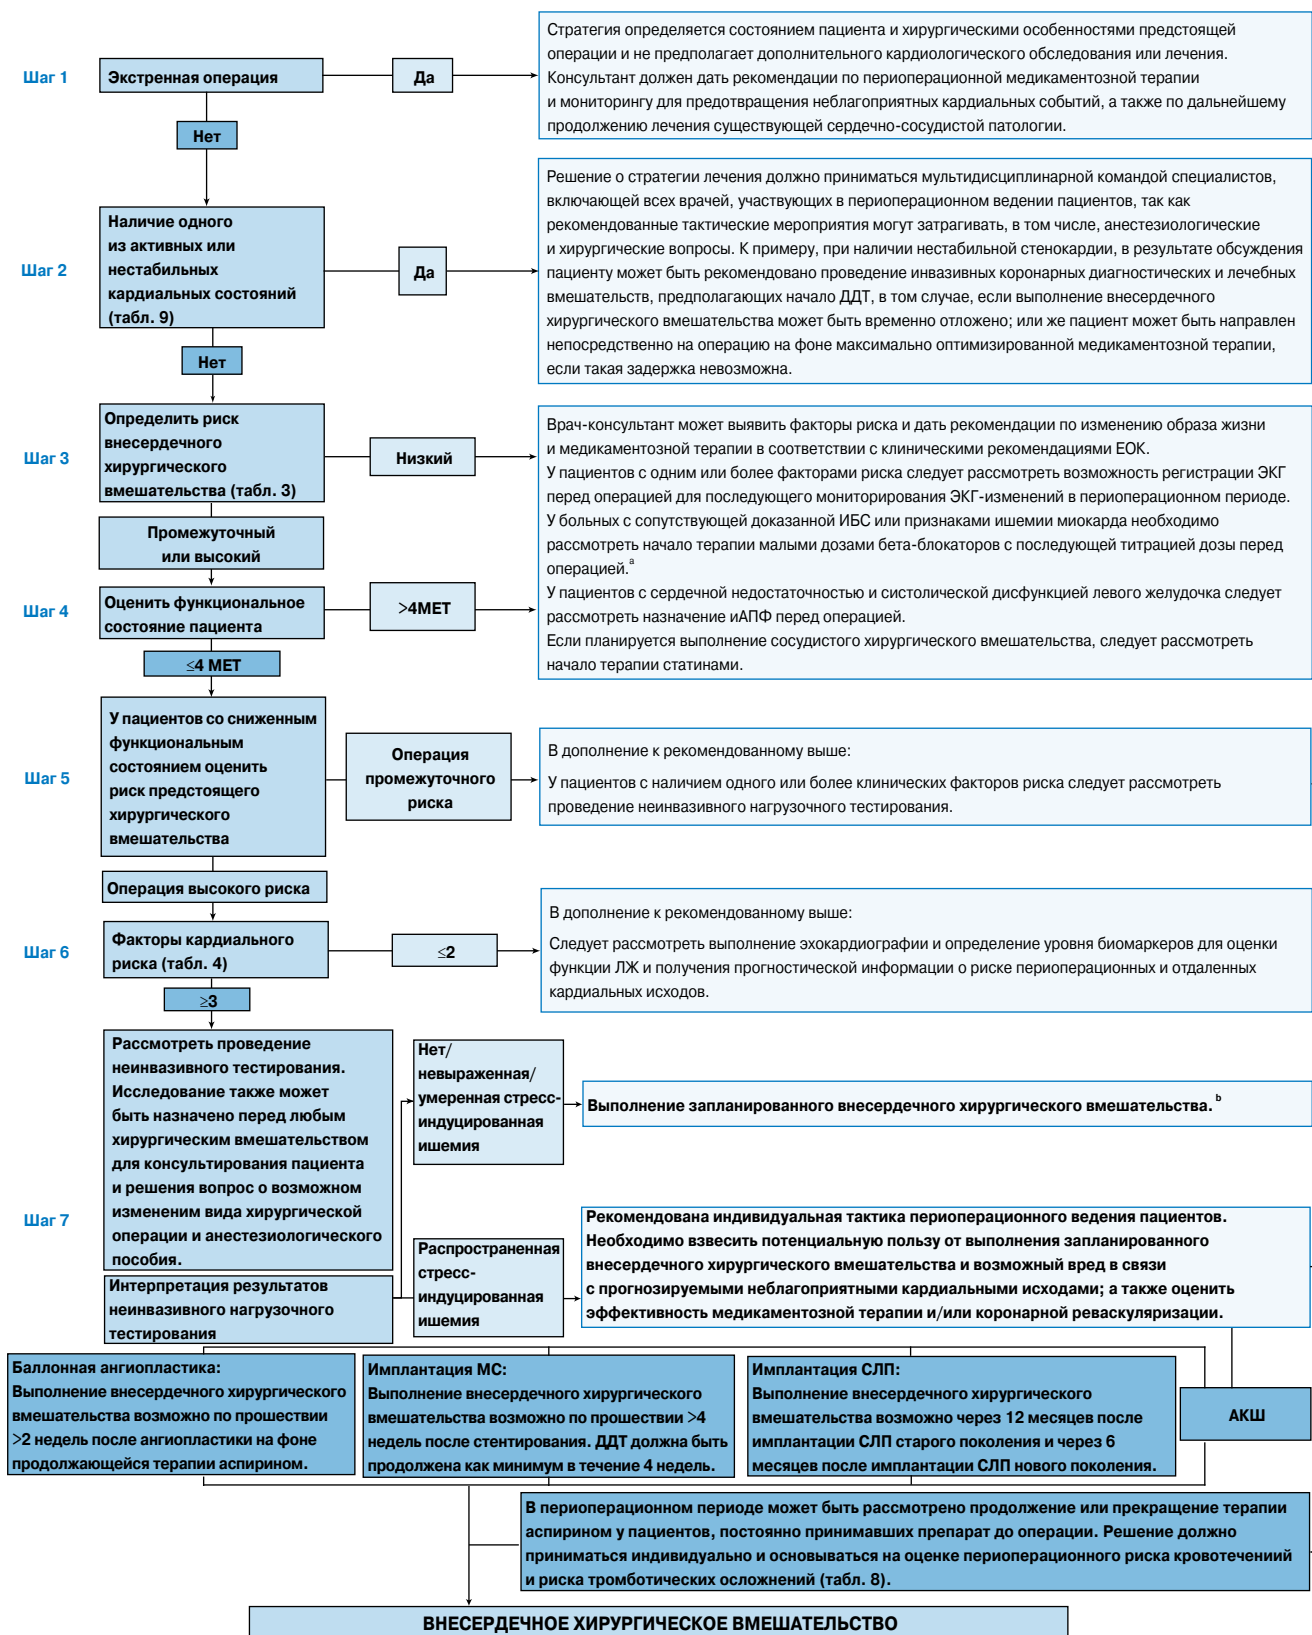 Шаг 1
Экстренная операция
Да
Стратегия определяется состоянием пациента и хирургическими особенностями предстоящей
операции и не предполагает дополнительного кардиологического обследования или лечения.
Консультант должен дать рекомендации по периоперационной медикаментозной терапии
и мониторингу для предотвращения неблагоприятных кардиальных событий, а также по дальнейшему
продолжению лечения существующей сердечно-сосудистой патологии.
Нет
Шаг 2
Наличие одного
из активных или
нестабильных
кардиальных состояний
(табл. 9)
Да
Решение о стратегии лечения должно приниматься мультидисциплинарной командой специалистов,
включающей всех врачей, участвующих в периоперационном ведении пациентов, так как
рекомендованные тактические мероприятия могут затрагивать, в том числе, анестезиологические
и хирургические вопросы. К примеру, при наличии нестабильной стенокардии, в результате обсуждения
пациенту может быть рекомендовано проведение инвазивных коронарных диагностических и лечебных
вмешательств, предполагающих начало ДДТ, в том случае, если выполнение внесердечного
хирургического вмешательства может быть временно отложено; или же пациент может быть направлен
непосредственно на операцию на фоне максимально оптимизированной медикаментозной терапии,
если такая задержка невозможна.
Нет
Шаг 3
Определить риск
внесердечного
хирургического
вмешательства (табл. 3)
Низкий
Врач-консультант может выявить факторы риска и дать рекомендации по изменению образа жизни
и медикаментозной терапии в соответствии с клиническими рекомендациями ЕОК.
У пациентов с одним или более факторами риска следует рассмотреть возможность регистрации ЭКГ
перед операцией для последующего мониторирования ЭКГ-изменений в периоперационном периоде.
У больных с сопутствующей доказанной ИБС или признаками ишемии миокарда необходимо
рассмотреть начало терапии малыми дозами бета-блокаторов с последующей титрацией дозы перед
операцией.a
У пациентов с сердечной недостаточностью и систолической дисфункцией левого желудочка следует
рассмотреть назначение иАПФ перед операцией.
Если планируется выполнение сосудистого хирургического вмешательства, следует рассмотреть
начало терапии статинами.
Промежуточный
или высокий
Шаг 4
Оценить функциональное
состояние пациента
>4МЕТ
≤4 МЕТ
Шаг 5
У пациентов со сниженным
функциональным
состоянием оценить
риск предстоящего
хирургического
вмешательства
Операция
промежуточного
риска
В дополнение к рекомендованному выше:
У пациентов с наличием одного или более клинических факторов риска следует рассмотреть
проведение неинвазивного нагрузочного тестирования.
Операция высокого риска
Шаг 6
Факторы кардиального
риска (табл. 4)
≤2
В дополнение к рекомендованному выше:
Следует рассмотреть выполнение эхокардиографии и определение уровня биомаркеров для оценки
функции ЛЖ и получения прогностической информации о риске периоперационных и отдаленных
кардиальных исходов.
≥3
Шаг 7
Рассмотреть проведение
неинвазивного тестирования.
Исследование также может
быть назначено перед любым
хирургическим вмешательством
для консультирования пациента
и решения вопрос о возможном
измененим вида хирургической
операции и анестезиологического
пособия.
Интерпретация результатов
неинвазивного нагрузочного
тестирования
Нет/
невыраженная/
умеренная стресс-
индуцированная
ишемия
Выполнение запланированного внесердечного хирургического вмешательства. b
Распространенная
стресс-
индуцированная
ишемия
Рекомендована индивидуальная тактика периоперационного ведения пациентов.
Необходимо взвесить потенциальную пользу от выполнения запланированного
внесердечного хирургического вмешательства и возможный вред в связи
с прогнозируемыми неблагоприятными кардиальными исходами; а также оценить
эффективность медикаментозной терапии и/или коронарной реваскуляризации.
Баллонная ангиопластика:
Выполнение внесердечного хирургического
вмешательства возможно по прошествии
>2 недель после ангиопластики на фоне
продолжающейся терапии аспирином.
Имплантация МС:
Выполнение внесердечного хирургического
вмешательства возможно по прошествии >4
недель после стентирования. ДДТ должна быть
продолжена как минимум в течение 4 недель.
Имплантация СЛП:
Выполнение внесердечного хирургического
вмешательства возможно через 12 месяцев после
имплантации СЛП старого поколения и через 6
месяцев после имплантации СЛП нового поколения.
АКШ
В периоперационном периоде может быть рассмотрено продолжение или прекращение терапии
аспирином у пациентов, постоянно принимавших препарат до операции. Решение должно
приниматься индивидуально и основываться на оценке периоперационного риска кровотечениий
и риска тромботических осложнений (табл. 8).
ВНЕСЕРДЕЧНОЕ ХИРУРГИЧЕСКОЕ ВМЕШАТЕЛЬСТВО